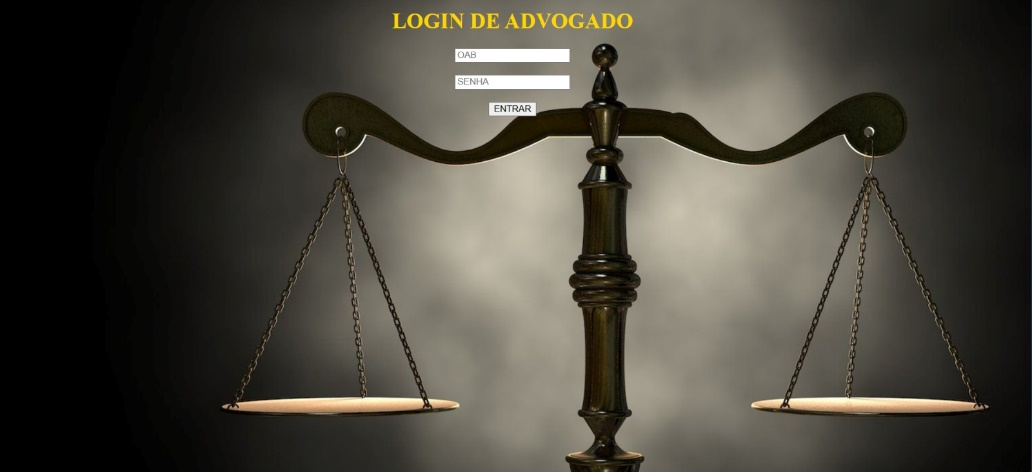 LOGIN DE ADVOGADO
OAB
SENHA
ENTRAR